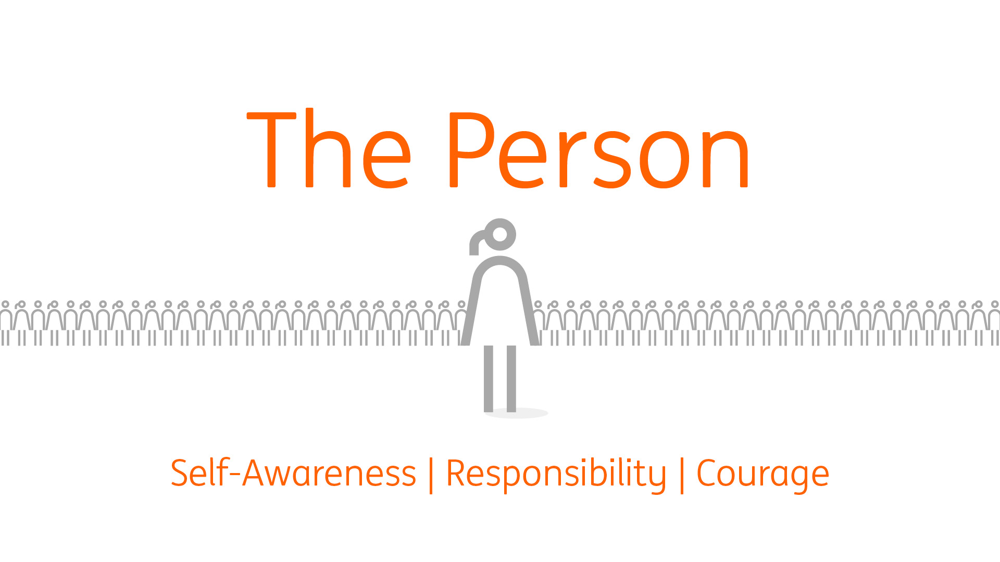 The Person
Self-Awareness | Responsibility | Courage